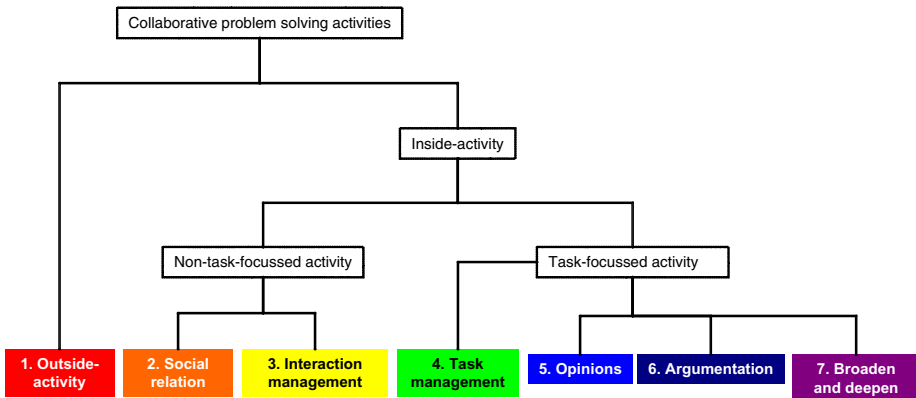 Collaborative problem solving activities
Inside-activity
Non-task-focussed activity
Task-focussed activity
1. Outside-
activity
2. Social
relation
3. Interaction
management
4. Task
management
5. Opinions
6. Argumentation
7. Broaden
and deepen